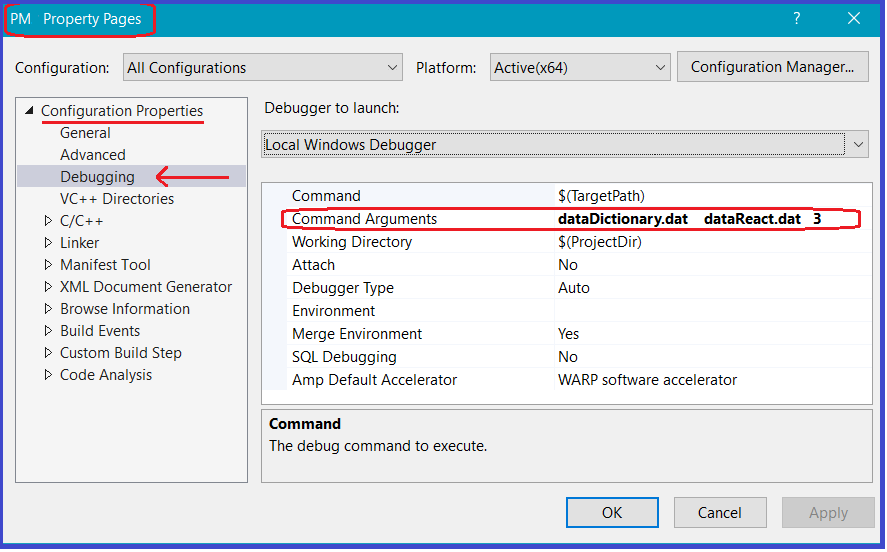 PM Property Pages ?
Configuration: All Configurations Platform: Active(x64) Configuration Manager...
Configuration Properties
General
Advanced
Debugging
VC++ Directories
C/C++
Linker
Manifest Tool
XML Document Generator
Browse Information
Build Events
Custom Build Step
Code Analysis
Debugger to launch:
Local Windows Debugger
Command $(TargetPath)
Command Arguments dataDictionary.dat dataReact.dat 3
Working Directory $(ProjectDir)
Attach No
Debugger Type Auto
Environment
Merge Environment Yes
SQL Debugging No
Amp Default Accelerator WARP software accelerator
Command
The debug command to execute.
OK Cancel Apply